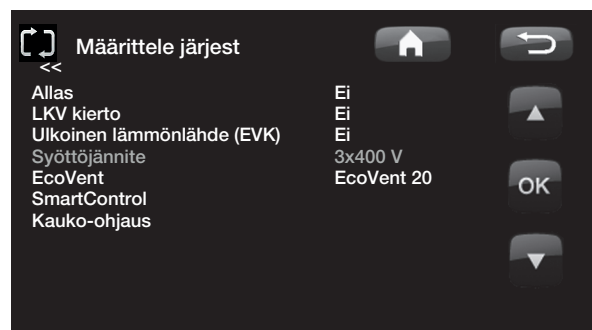 Määrittele järjest
<<
Allas Ei
LKV kierto Ei
Ulkoinen lämmönlähde (EVK) Ei
Syöttöjännite 3x400 V
EcoVent EcoVent 20
SmartControl
Kauko-ohjaus
OK